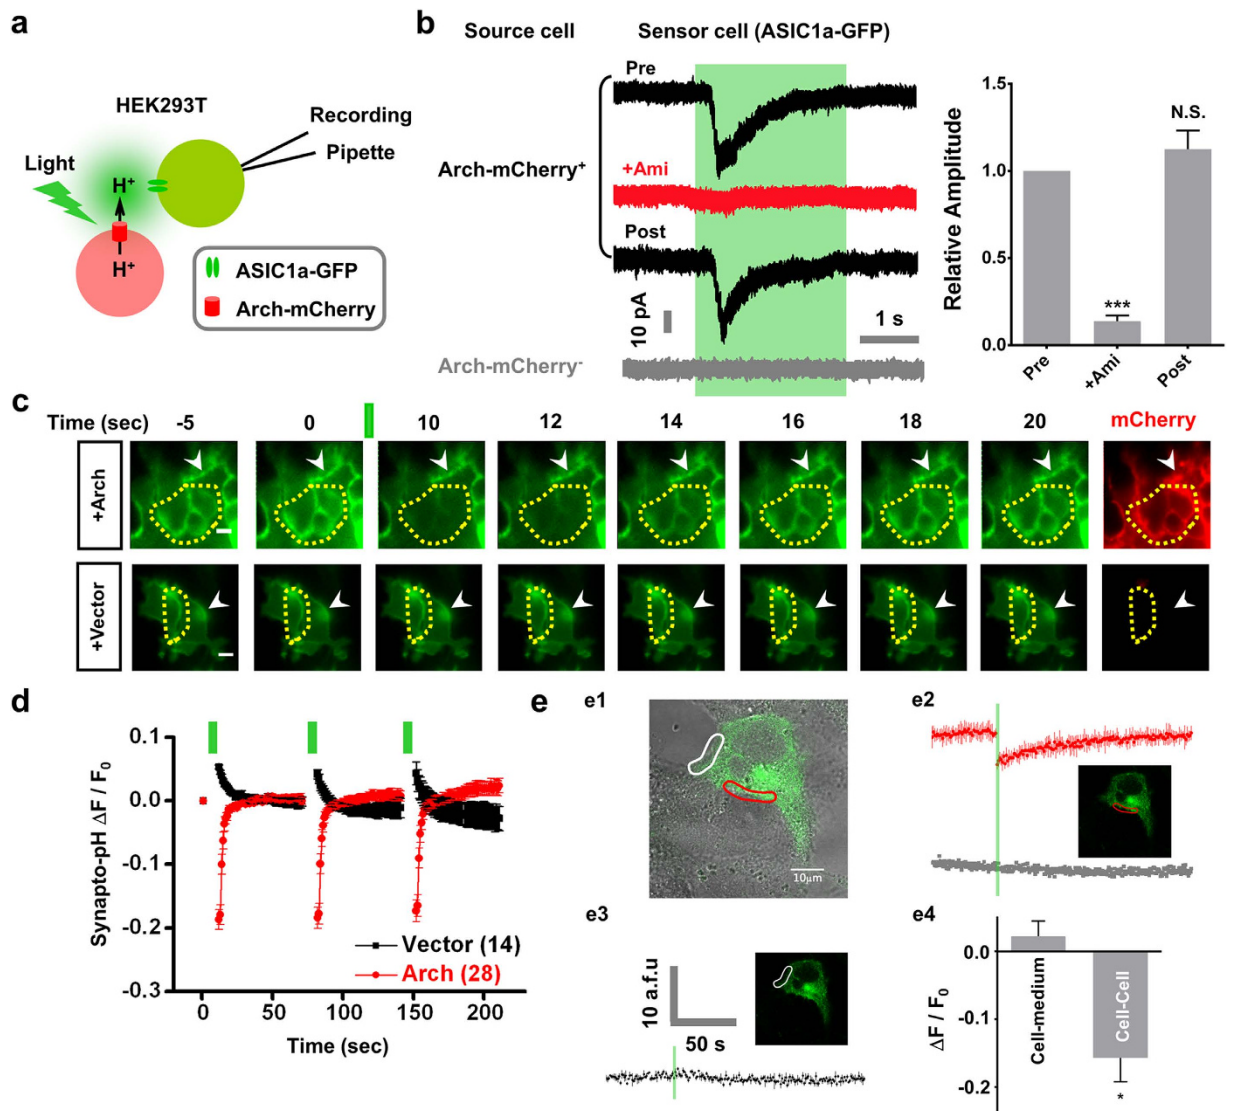 a
HEK293T
Light
Recording
Pipette
H+
H+
ASIC1a-GFP
Arch-mCherry
b
Source cell
Sensor cell (ASIC1a-GFP)
Pre
+Ami
Post
Arch-mCherry+
10 pA
1 s
Arch-mCherry-
Relative Amplitude
1.5
1.0
0.5
0.0
N.S.
***
Pre
+Ami
Post
c
Time (sec) -5 0 10 12 14 16 18 20 mCherry
+Arch
+Vector
d
Synapto-pH ΔF / F0
0.1
0.0
-0.1
-0.2
-0.3
Vector (14)
Arch (28)
0 50 100 150 200
Time (sec)
e
e1
10μm
e2
e3
10 a.f.u
50 s
e4
ΔF / F0
0.0
-0.1
-0.2
Cell-medium
Cell-Cell
*